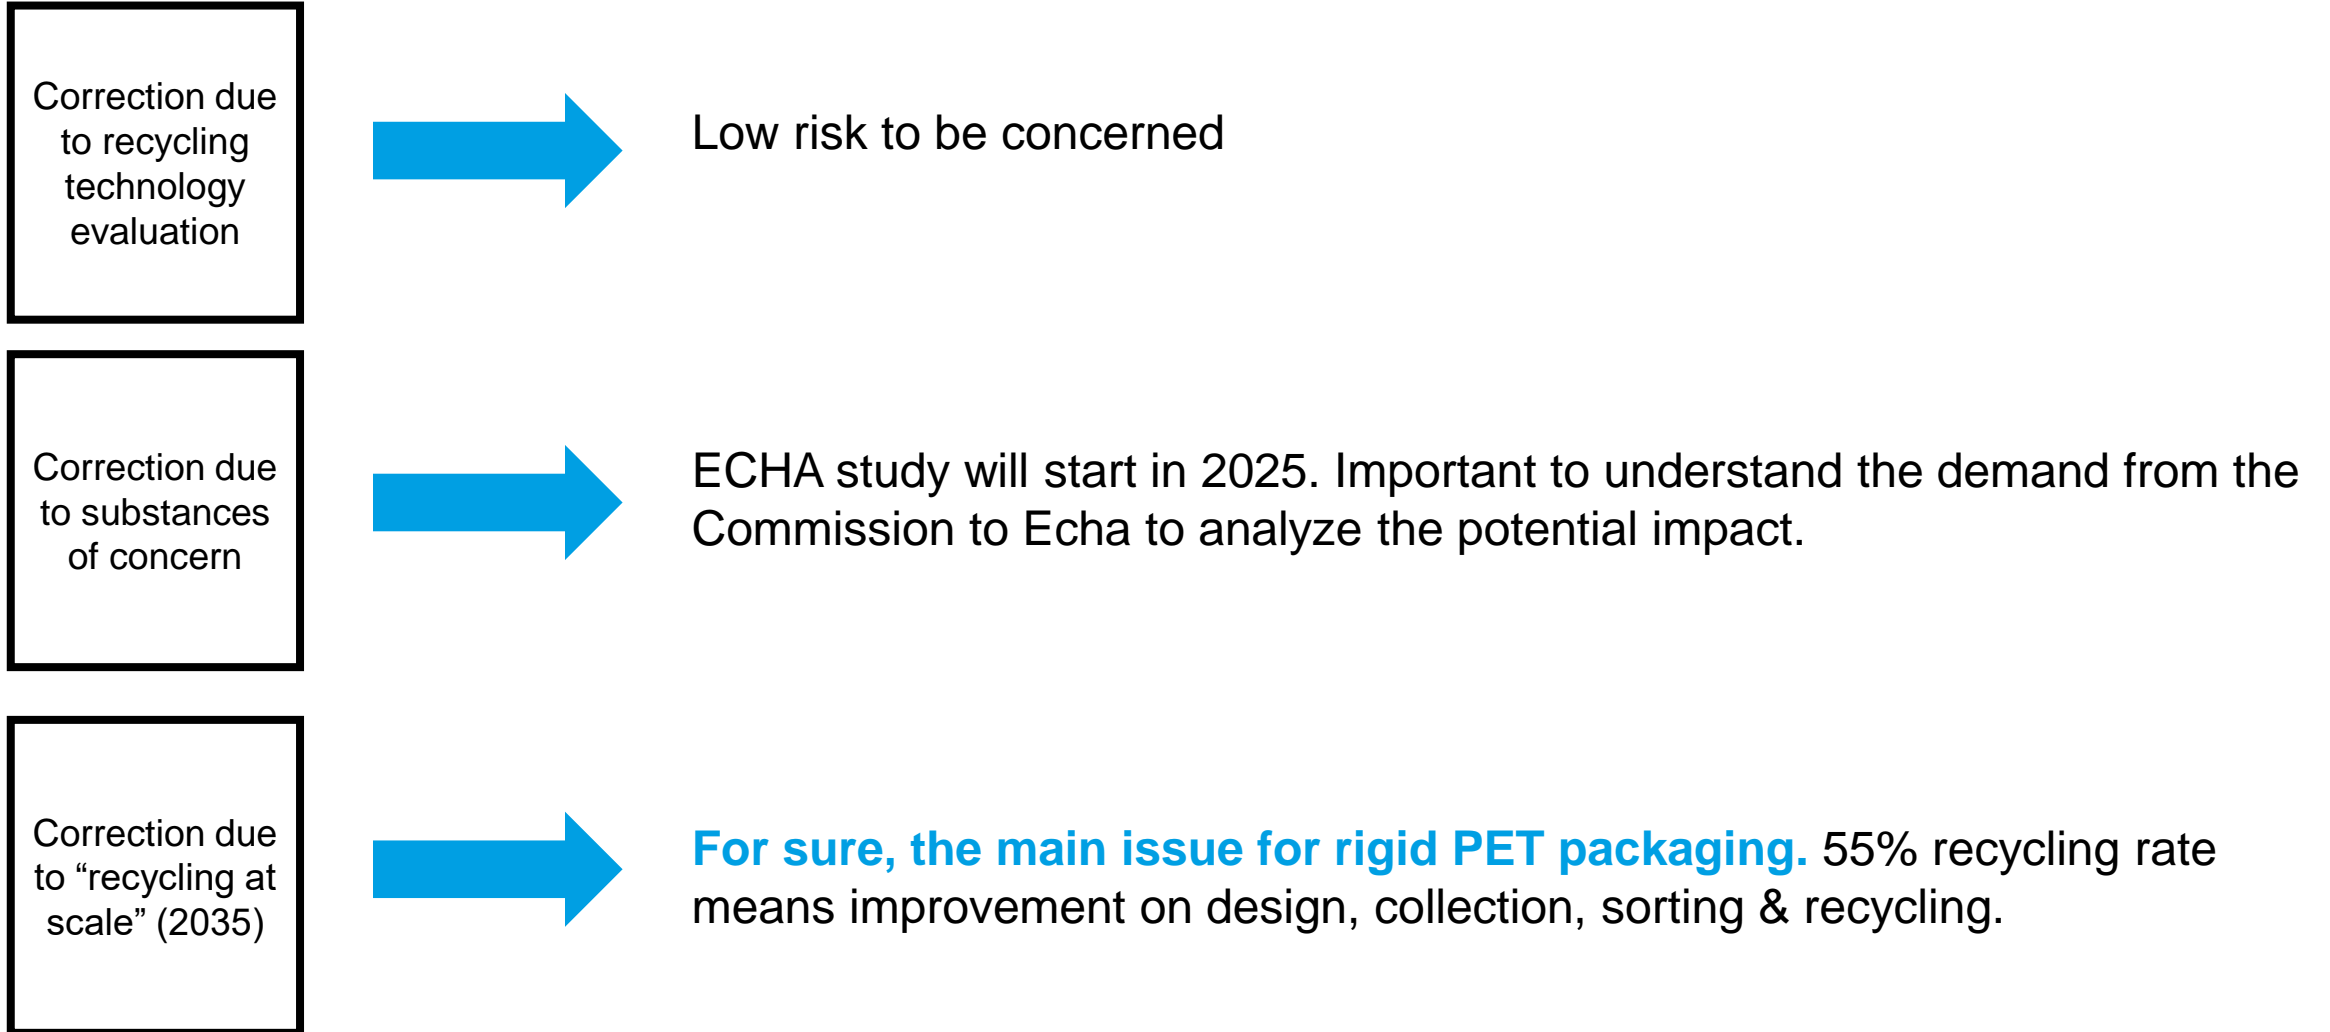 Correction due
to recycling
technology
evaluation
Low risk to be concerned
Correction due
to substances
of concern
ECHA study will start in 2025. Important to understand the demand from the
Commission to Echa to analyze the potential impact.
Correction due
to “recycling at
scale” (2035)
For sure, the main issue for rigid PET packaging. 55% recycling rate
means improvement on design, collection, sorting & recycling.